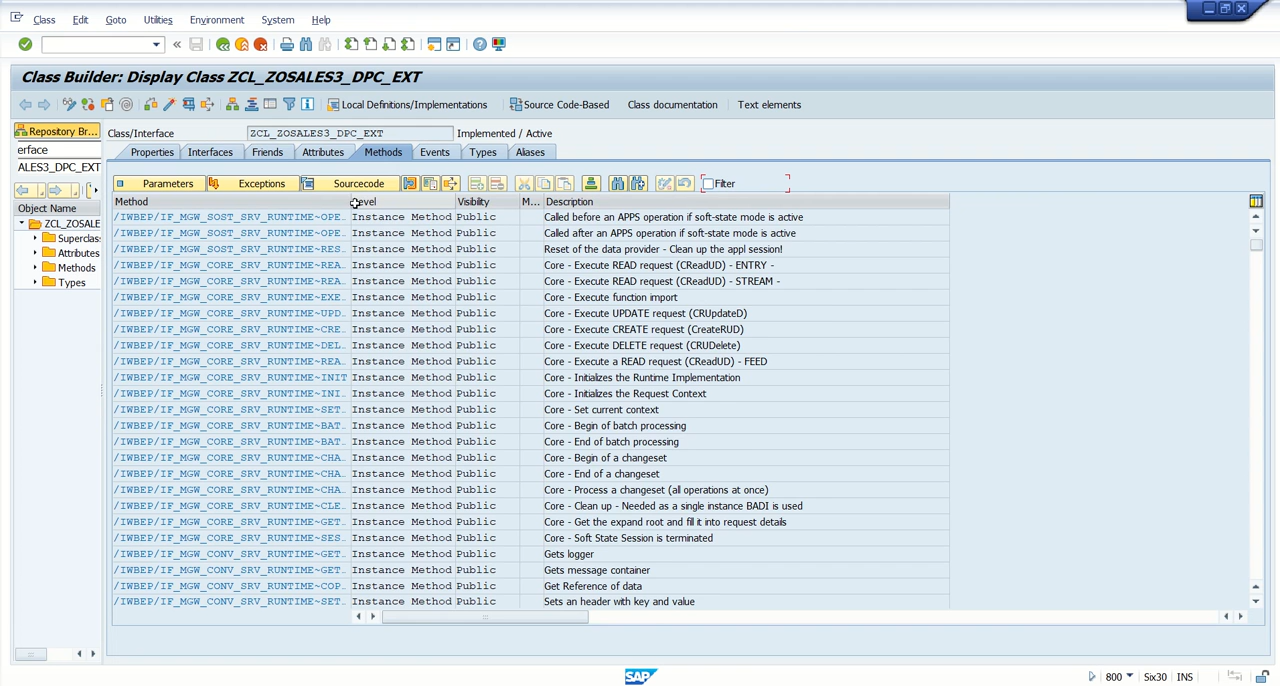 Class Edit Goto Utilities Environment System Help
Class Builder: Display Class ZCL_ZOSALES3_DPC_EXT
Local Definitions/Implementations Source Code-Based Class documentation Text elements
Repository Br... Class/Interface ZCL_ZOSALES3_DPC_EXT Implemented / Active
erface Properties Interfaces Friends Attributes Methods Events Types Aliases
ALES3_DPC_EXT
Parameters Exceptions Sourcecode Filter
Object Name Method Level Visibility M... Description
ZCL_ZOSALE /IWBEP/IF_MGW_SOST_SRV_RUNTIME~OPE… Instance Method Public Called before an APPS operation if soft-state mode is active
Superclas /IWBEP/IF_MGW_SOST_SRV_RUNTIME~OPE… Instance Method Public Called after an APPS operation if soft-state mode is active
Attributes /IWBEP/IF_MGW_SOST_SRV_RUNTIME~RES… Instance Method Public Reset of the data provider - Clean up the appl session!
Methods /IWBEP/IF_MGW_CORE_SRV_RUNTIME~REA… Instance Method Public Core - Execute READ request (CReadUD) - ENTRY -
Types /IWBEP/IF_MGW_CORE_SRV_RUNTIME~REA… Instance Method Public Core - Execute READ request (CReadUD) - STREAM -
/IWBEP/IF_MGW_CORE_SRV_RUNTIME~EXE… Instance Method Public Core - Execute function import
/IWBEP/IF_MGW_CORE_SRV_RUNTIME~UPD… Instance Method Public Core - Execute UPDATE request (CRUpdateD)
/IWBEP/IF_MGW_CORE_SRV_RUNTIME~CRE… Instance Method Public Core - Execute CREATE request (CreateRUD)
/IWBEP/IF_MGW_CORE_SRV_RUNTIME~DEL… Instance Method Public Core - Execute DELETE request (CRUDelete)
/IWBEP/IF_MGW_CORE_SRV_RUNTIME~REA… Instance Method Public Core - Execute a READ request (CReadUD) - FEED
/IWBEP/IF_MGW_CORE_SRV_RUNTIME~INIT Instance Method Public Core - Initializes the Runtime Implementation
/IWBEP/IF_MGW_CORE_SRV_RUNTIME~INI… Instance Method Public Core - Initializes the Request Context
/IWBEP/IF_MGW_CORE_SRV_RUNTIME~SET… Instance Method Public Core - Set current context
/IWBEP/IF_MGW_CORE_SRV_RUNTIME~BAT… Instance Method Public Core - Begin of batch processing
/IWBEP/IF_MGW_CORE_SRV_RUNTIME~BAT… Instance Method Public Core - End of batch processing
/IWBEP/IF_MGW_CORE_SRV_RUNTIME~CHA… Instance Method Public Core - Begin of a changeset
/IWBEP/IF_MGW_CORE_SRV_RUNTIME~CHA… Instance Method Public Core - End of a changeset
/IWBEP/IF_MGW_CORE_SRV_RUNTIME~CHA… Instance Method Public Core - Process a changeset (all operations at once)
/IWBEP/IF_MGW_CORE_SRV_RUNTIME~CLE… Instance Method Public Core - Clean up - Needed as a single instance BADI is used
/IWBEP/IF_MGW_CORE_SRV_RUNTIME~GET… Instance Method Public Core - Get the expand root and fill it into request details
/IWBEP/IF_MGW_CORE_SRV_RUNTIME~SES… Instance Method Public Core - Soft State Session is terminated
/IWBEP/IF_MGW_CONV_SRV_RUNTIME~GET… Instance Method Public Gets logger
/IWBEP/IF_MGW_CONV_SRV_RUNTIME~GET… Instance Method Public Gets message container
/IWBEP/IF_MGW_CONV_SRV_RUNTIME~COP… Instance Method Public Get Reference of data
/IWBEP/IF_MGW_CONV_SRV_RUNTIME~SET… Instance Method Public Sets an header with key and value
SAP 800 Six30 INS